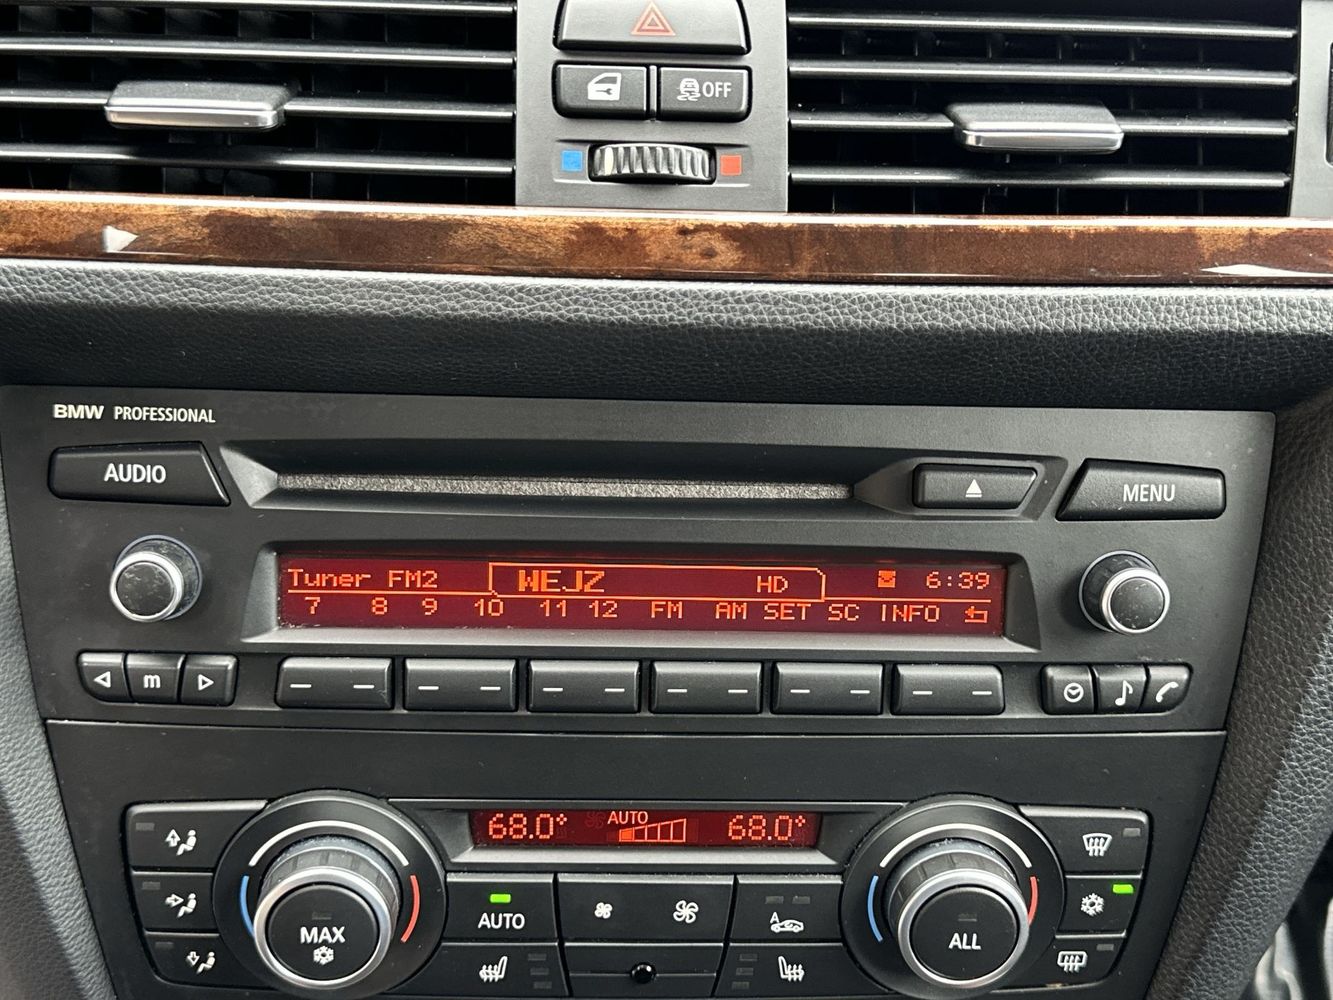 OFF
BMW PROFESSIONAL
AUDIO
MENU
Tuner FM2 WEJZ HD 6:39
7 8 9 10 11 12 FM AM SET SC INFO
m
68.0° AUTO 68.0°
AUTO
A
MAX
ALL